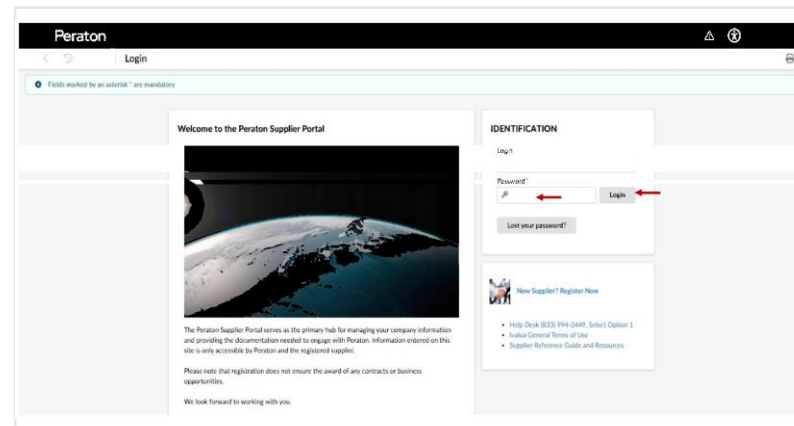 Peraton
Login
Fields marked by an asterisk * are mandatory
Welcome to the Peraton Supplier Portal
The Peraton Supplier Portal serves as the primary hub for managing your company information
and providing the documentation needed to engage with Peraton. Information entered on this
site is only accessible by Peraton and the registered supplier.
Please note that registration does not ensure the award of any contracts or business
opportunities.
We look forward to working with you.
IDENTIFICATION
Login
Password*
Login
Lost your password?
New Supplier? Register Now
• Help Desk (833) 994-2449, Select Option 1
• Ivalua General Terms of Use
• Supplier Reference Guide and Resources